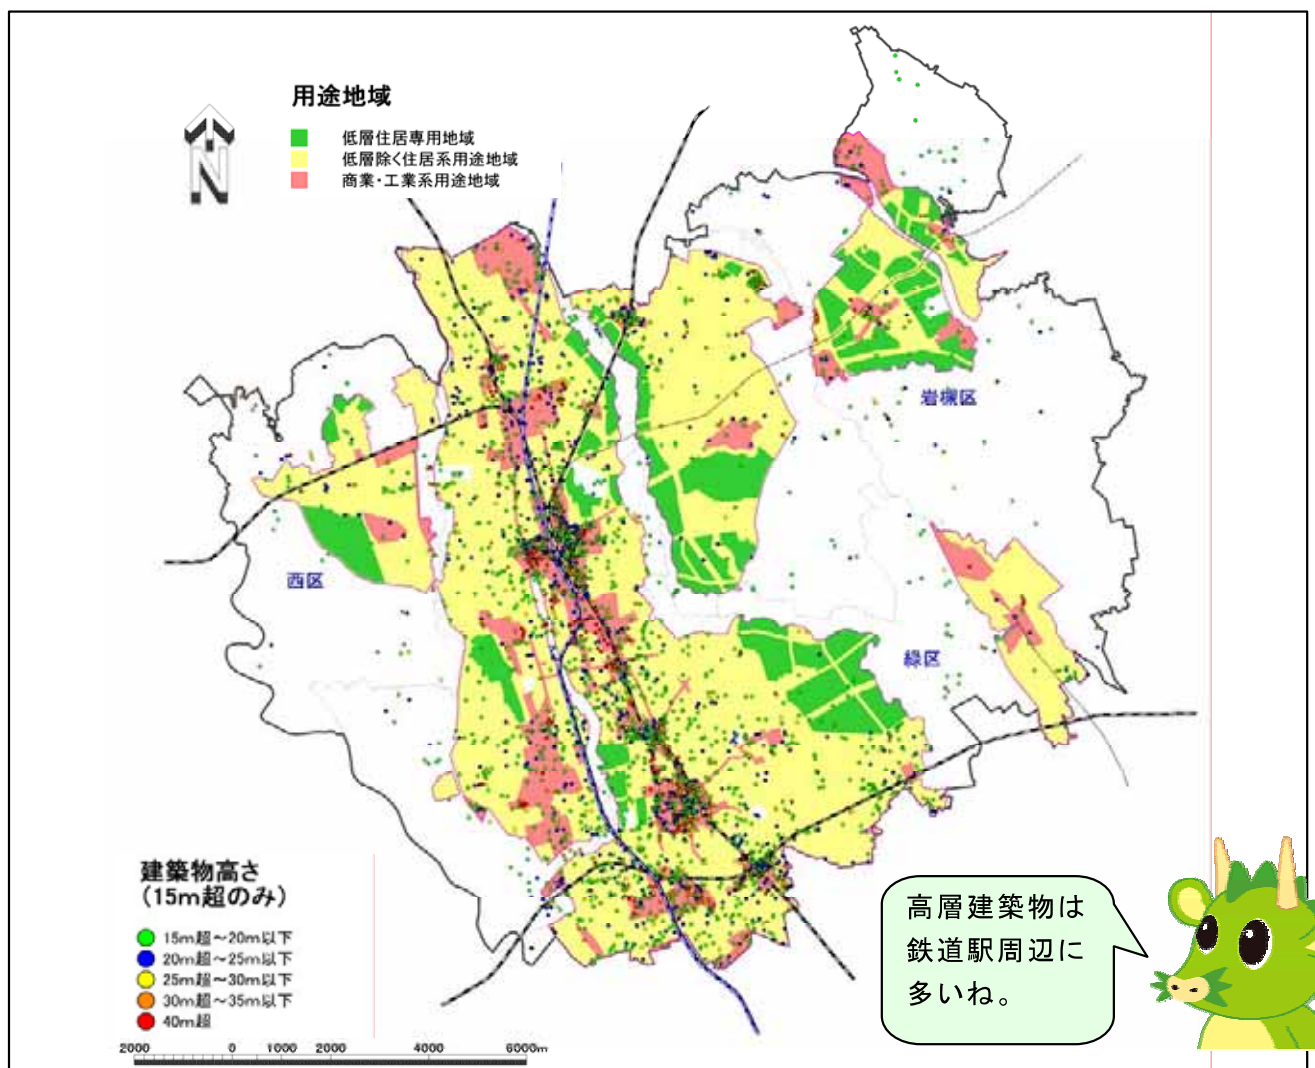 用途地域
低層住居専用地域
低層除く住居系用途地域
商業・工業系用途地域
N
岩槻区
西区
緑区
建築物高さ
(15m超のみ)
15m超～20m以下
20m超～25m以下
25m超～30m以下
30m超～35m以下
40m超
2000 0 1000 2000 4000 6000m
高層建築物は
鉄道駅周辺に
多いね。